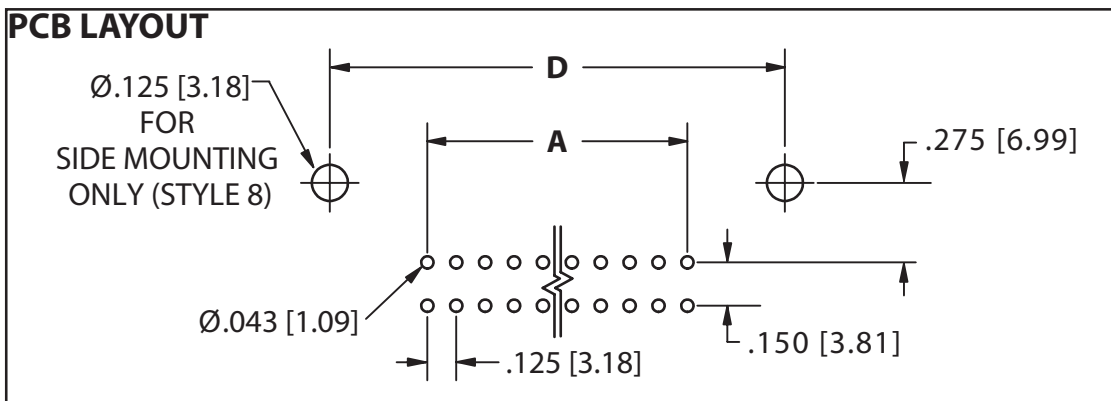 PCB LAYOUT
D
Ø.125 [3.18]
FOR
SIDE MOUNTING
ONLY (STYLE 8)
A
.275 [6.99]
Ø.043 [1.09]
.125 [3.18]
.150 [3.81]